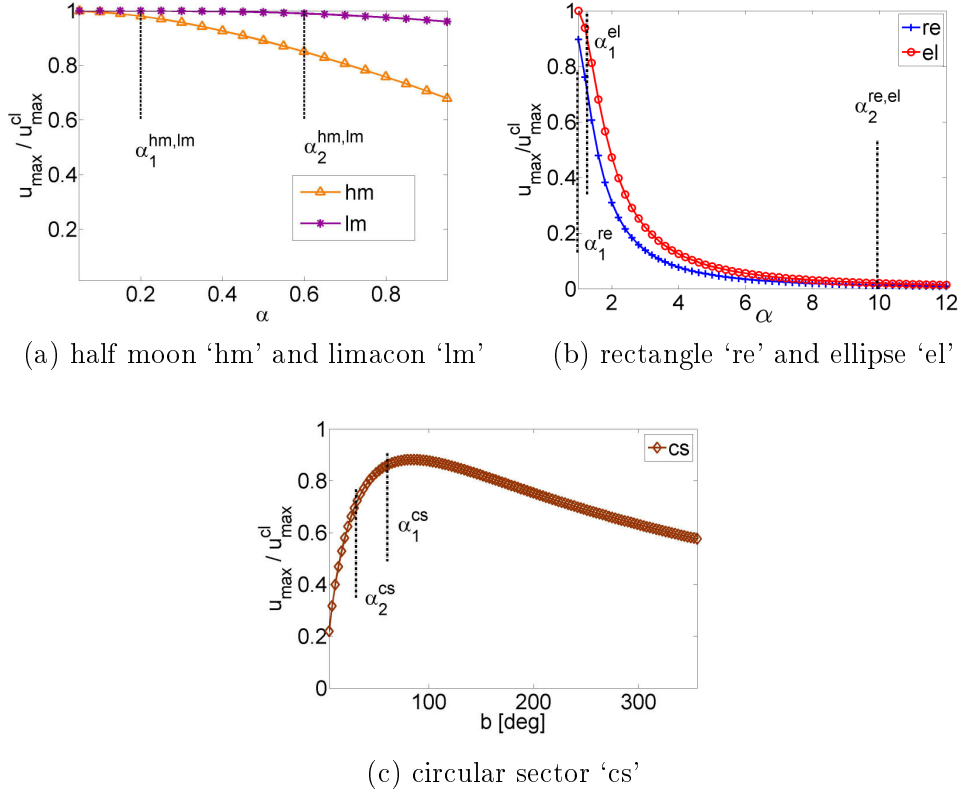 1
0.8
0.6
0.4
0.2
u_max / u_max^cl
α_1^hm,lm
α_2^hm,lm
hm
lm
0.2 0.4 0.6 0.8
α
(a) half moon ‘hm’ and limacon ‘lm’
1
0.8
0.6
0.4
0.2
0
u_max/u_max^cl
α_1^el
re
el
α_2^re,el
α_1^re
2 4 6 8 10 12
α
(b) rectangle ‘re’ and ellipse ‘el’
1
0.8
0.6
0.4
0.2
0
u_max / u_max^cl
cs
α_1^cs
α_2^cs
100 200 300
b [deg]
(c) circular sector ‘cs’